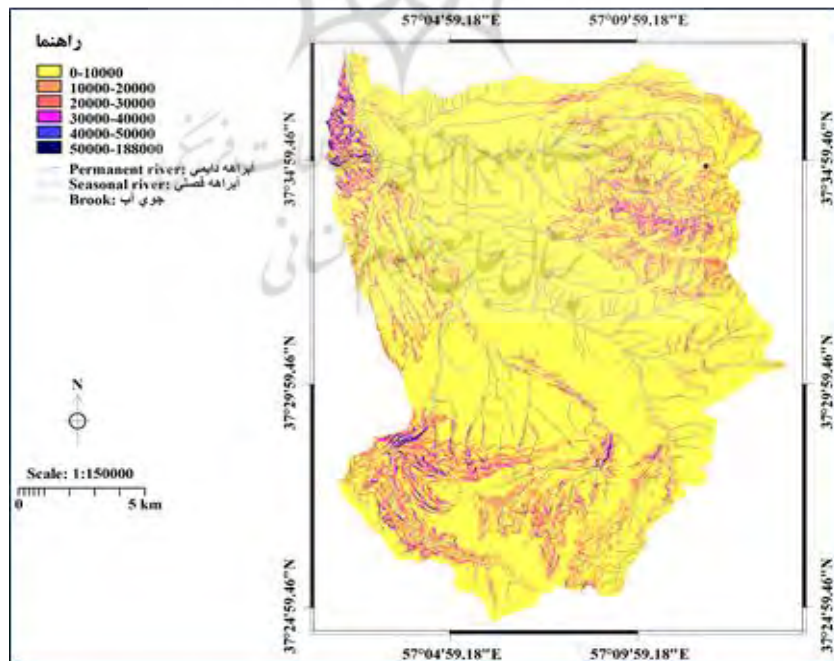 57°04'59.18"E 57°09'59.18"E
راهنما
0-10000
10000-20000
20000-30000
30000-40000
40000-50000
50000-188000
Permanent river: آبراهه دایمی
Seasonal river: آبراهه فصلی
Brook: جوی آب
37°34'59.46"N 37°34'59.46"N
37°29'59.46"N 37°29'59.46"N
37°24'59.46"N 37°24'59.46"N
N
Scale: 1:150000
0 5 km
57°04'59.18"E 57°09'59.18"E